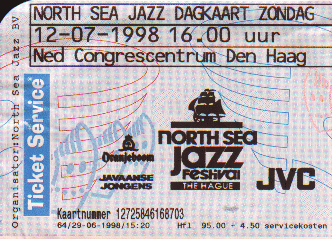 NORTH SEA JAZZ DAGKAART ZONDAG
12-07-1998 16.00 uur
Ned Congrescentrum Den Haag
Organisator:North Sea Jazz BV
Ticket Service
Oranjeboom
JAVAANSE
JONGENS
NORTH SEA
JAZZ
FESTIVAL
THE HAGUE
JVC
Kaartnummer 12725846168703
64/29-06-1998/15:20 Hfl 95.00 - 4.50 servicekosten